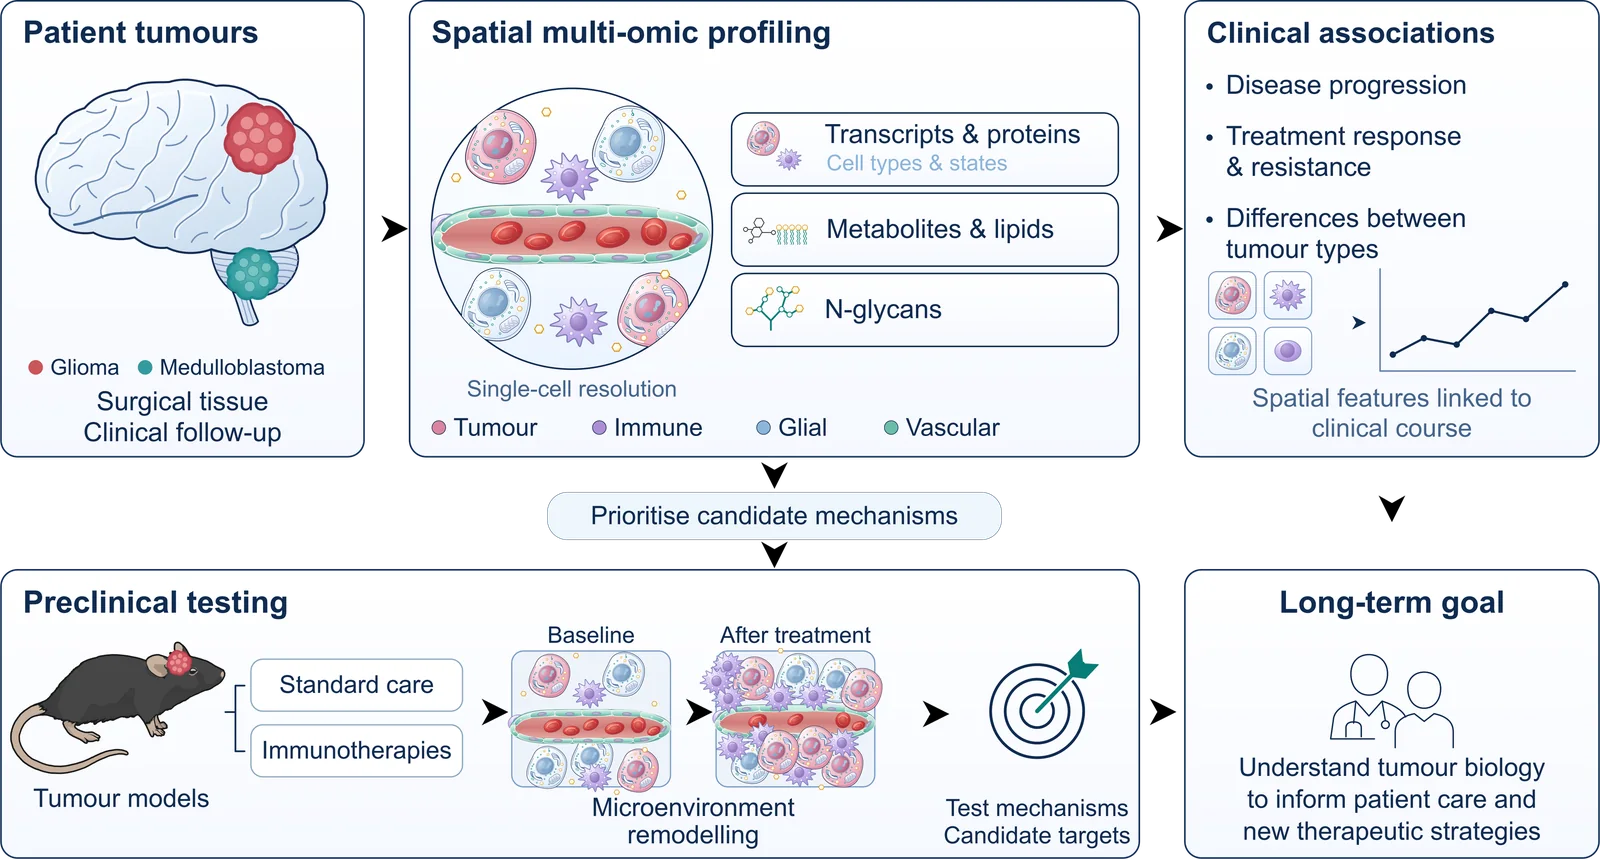 Patient tumours
Glioma
Medulloblastoma
Surgical tissue
Clinical follow-up
Spatial multi-omic profiling
Single-cell resolution
Transcripts & proteins
Cell types & states
Metabolites & lipids
N-glycans
Tumour
Immune
Glial
Vascular
Clinical associations
• Disease progression
• Treatment response
& resistance
• Differences between
tumour types
Spatial features linked to
clinical course
Prioritise candidate mechanisms
Preclinical testing
Tumour models
Standard care
Immunotherapies
Baseline
After treatment
Microenvironment
remodelling
Test mechanisms
Candidate targets
Long-term goal
Understand tumour biology
to inform patient care and
new therapeutic strategies